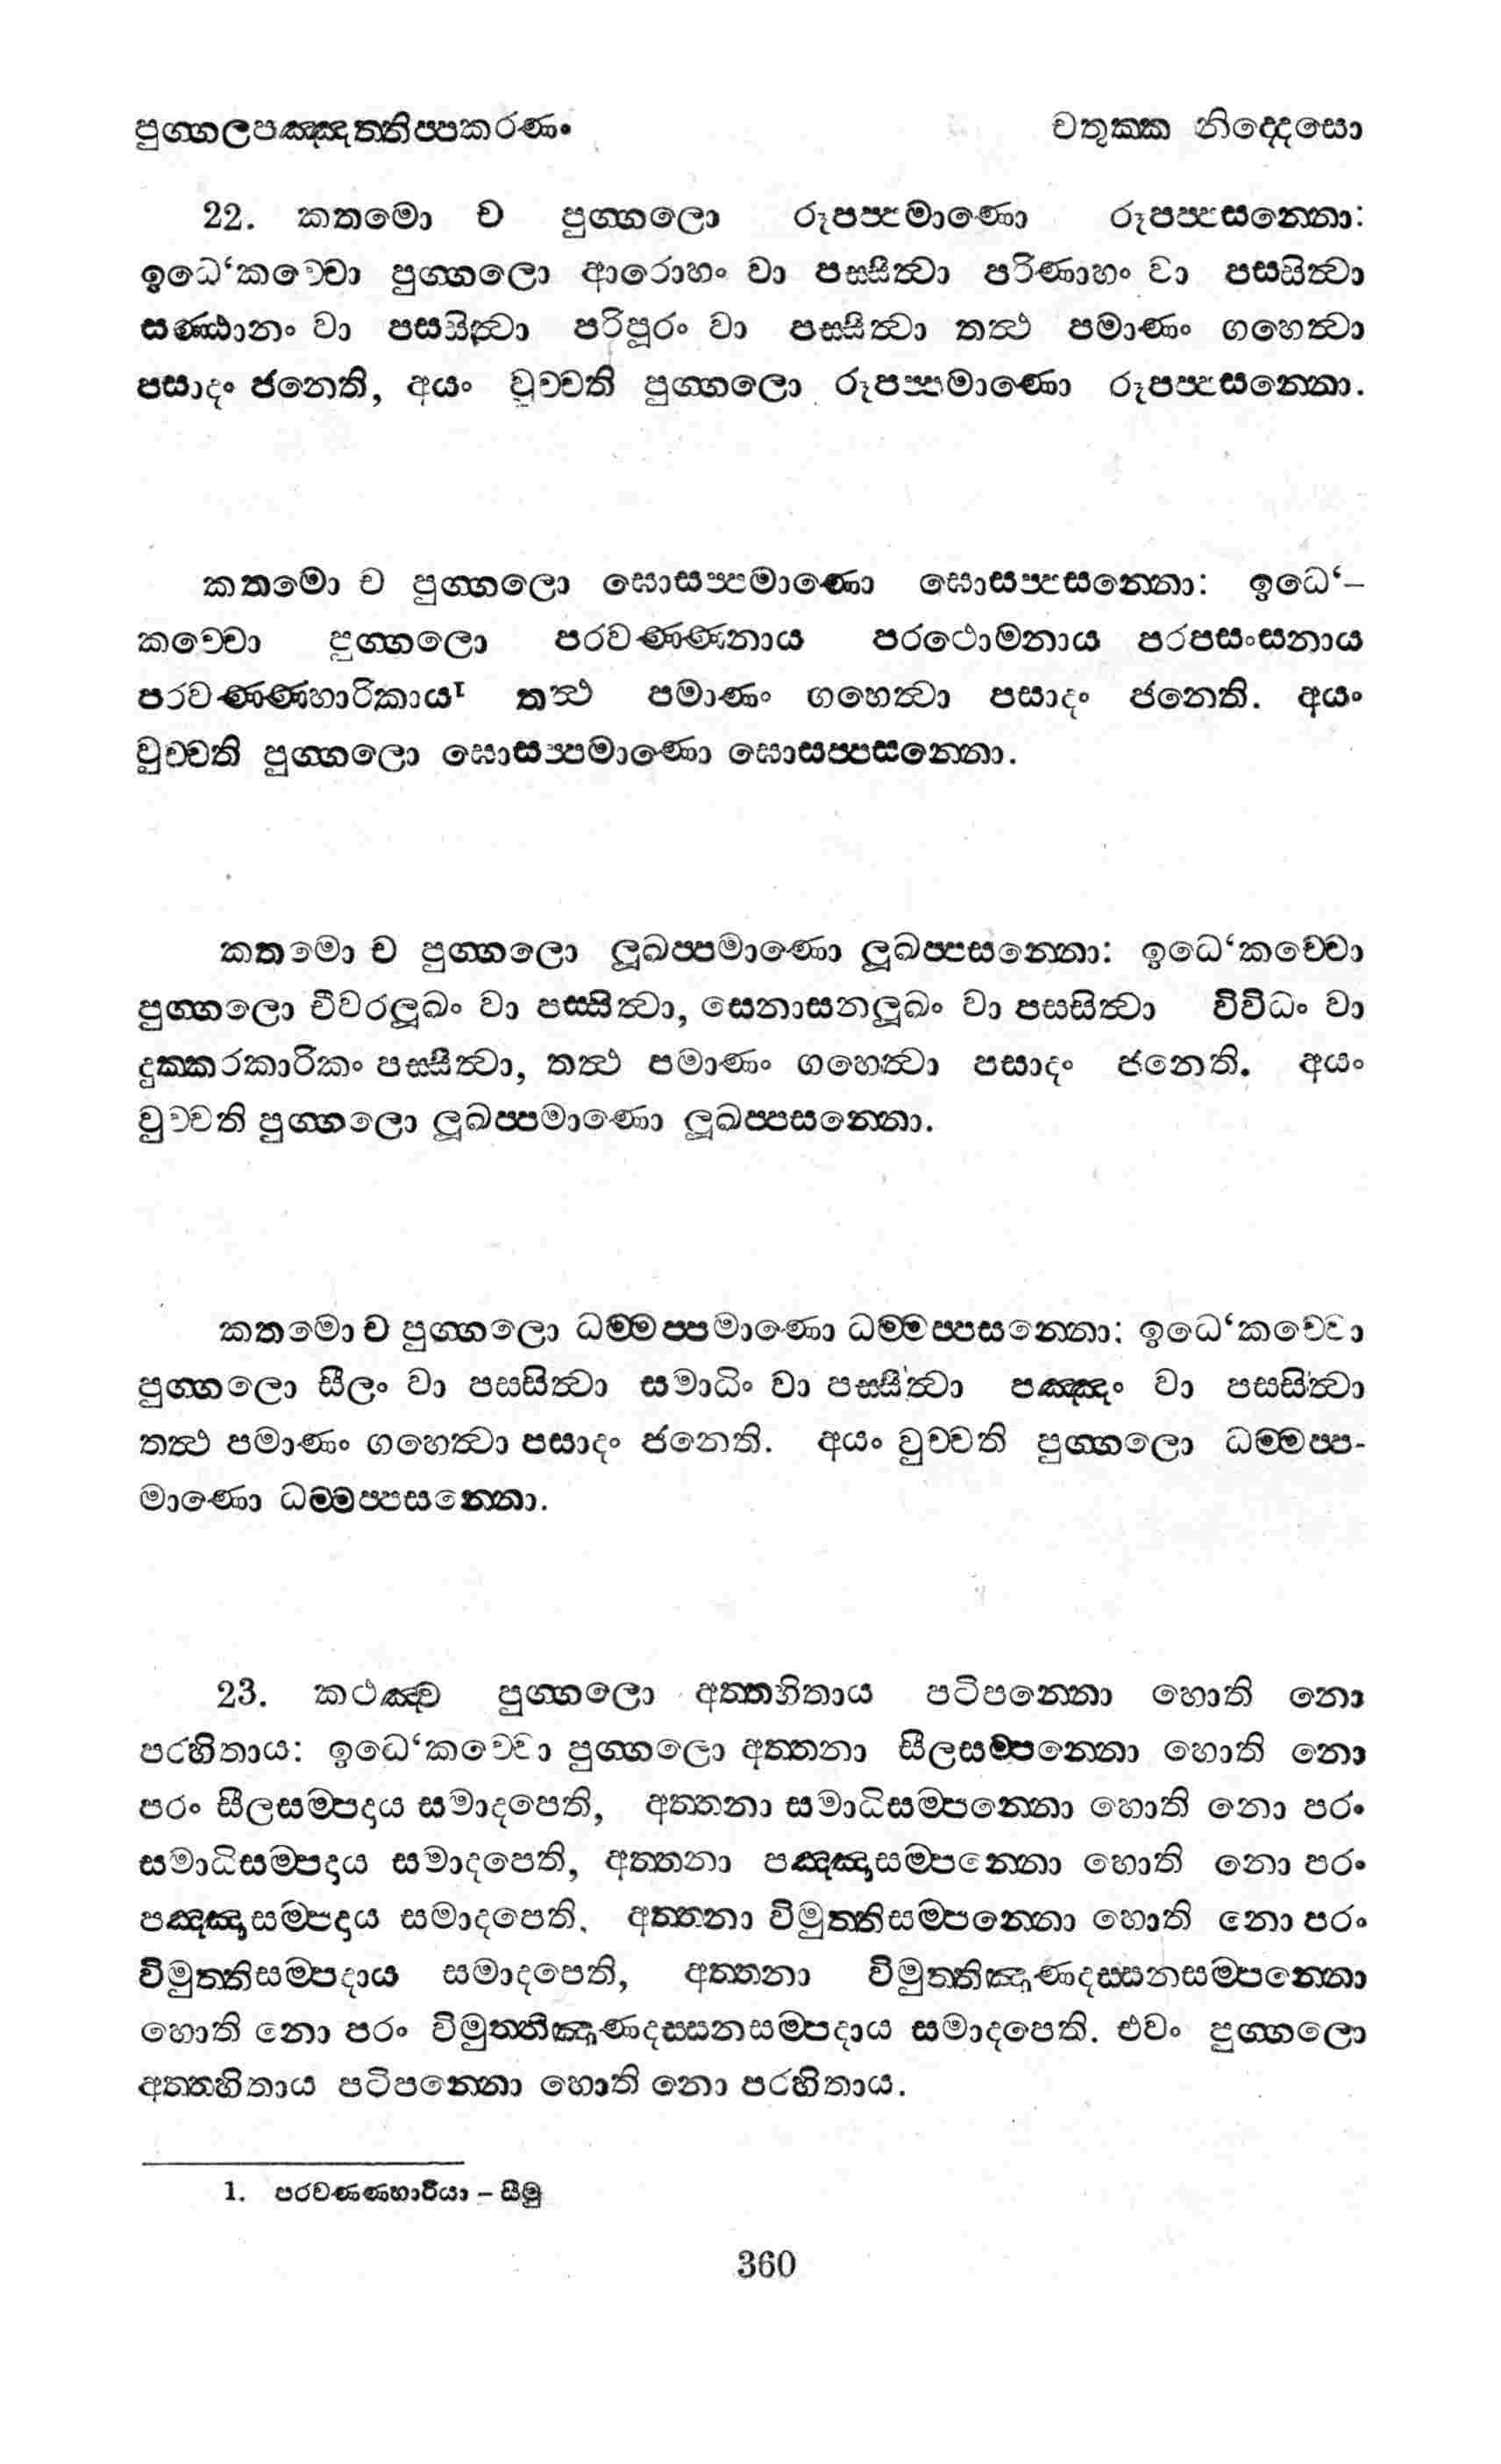 පුග්ගලපඤ්ඤත්තිප්පකරණං චතුක්ක නිද්දෙසො
22. කතමො ච පුග්ගලො රූපප්පමාණො රූපප්පසන්නො:
ඉධෙ‘කච්චො පුග්ගලො ආරොහං වා පස්සිත්වා පරිණාහං වා පස්සිත්වා
සණ්ඨානං වා පස්සිත්වා පරිපූරං වා පස්සිත්වා තත්ථ පමාණං ගහෙත්වා
පසාදං ජනෙති, අයං වුච්චති පුග්ගලො රූපප්පමාණො රූපප්පසන්නො.
කතමො ච පුග්ගලො ඝොසප්පමාණො ඝොසප්පසන්නො: ඉධෙ‘–
කච්චො පුග්ගලො පරවණ්ණනාය පරථොමනාය පරපසංසනාය
පරවණ්ණහාරිකාය¹ තත්ථ පමාණං ගහෙත්වා පසාදං ජනෙති. අයං
වුච්චති පුග්ගලො ඝොසප්පමාණො ඝොසප්පසන්නො.
කතමො ච පුග්ගලො ලූඛප්පමාණො ලූඛප්පසන්නො: ඉධෙ‘කච්චො
පුග්ගලො චීවරලූඛං වා පස්සිත්වා, සෙනාසනලූඛං වා පස්සිත්වා විවිධං වා
දුක්කරකාරිකං පස්සිත්වා, තත්ථ පමාණං ගහෙත්වා පසාදං ජනෙති. අයං
වුච්චති පුග්ගලො ලූඛප්පමාණො ලූඛප්පසන්නො.
කතමො ච පුග්ගලො ධම්මප්පමාණො ධම්මප්පසන්නො: ඉධෙ‘කච්චො
පුග්ගලො සීලං වා පස්සිත්වා සමාධිං වා පස්සිත්වා පඤ්ඤං වා පස්සිත්වා
තත්ථ පමාණං ගහෙත්වා පසාදං ජනෙති. අයං වුච්චති පුග්ගලො ධම්මප්ප-
මාණො ධම්මප්පසන්නො.
23. කථඤ්ච පුග්ගලො අත්තහිතාය පටිපන්නො හොති නො
පරහිතාය: ඉධෙ‘කච්චො පුග්ගලො අත්තනා සීලසම්පන්නො හොති නො
පරං සීලසම්පදාය සමාදපෙති, අත්තනා සමාධිසම්පන්නො හොති නො පරං
සමාධිසම්පදාය සමාදපෙති, අත්තනා පඤ්ඤාසම්පන්නො හොති නො පරං
පඤ්ඤාසම්පදාය සමාදපෙති, අත්තනා විමුත්තිසම්පන්නො හොති නො පරං
විමුත්තිසම්පදාය සමාදපෙති, අත්තනා විමුත්තිඤාණදස්සනසම්පන්නො
හොති නො පරං විමුත්තිඤාණදස්සනසම්පදාය සමාදපෙති. එවං පුග්ගලො
අත්තහිතාය පටිපන්නො හොති නො පරහිතාය.
1. පරවණ්ණහාරියා – සීමු
360